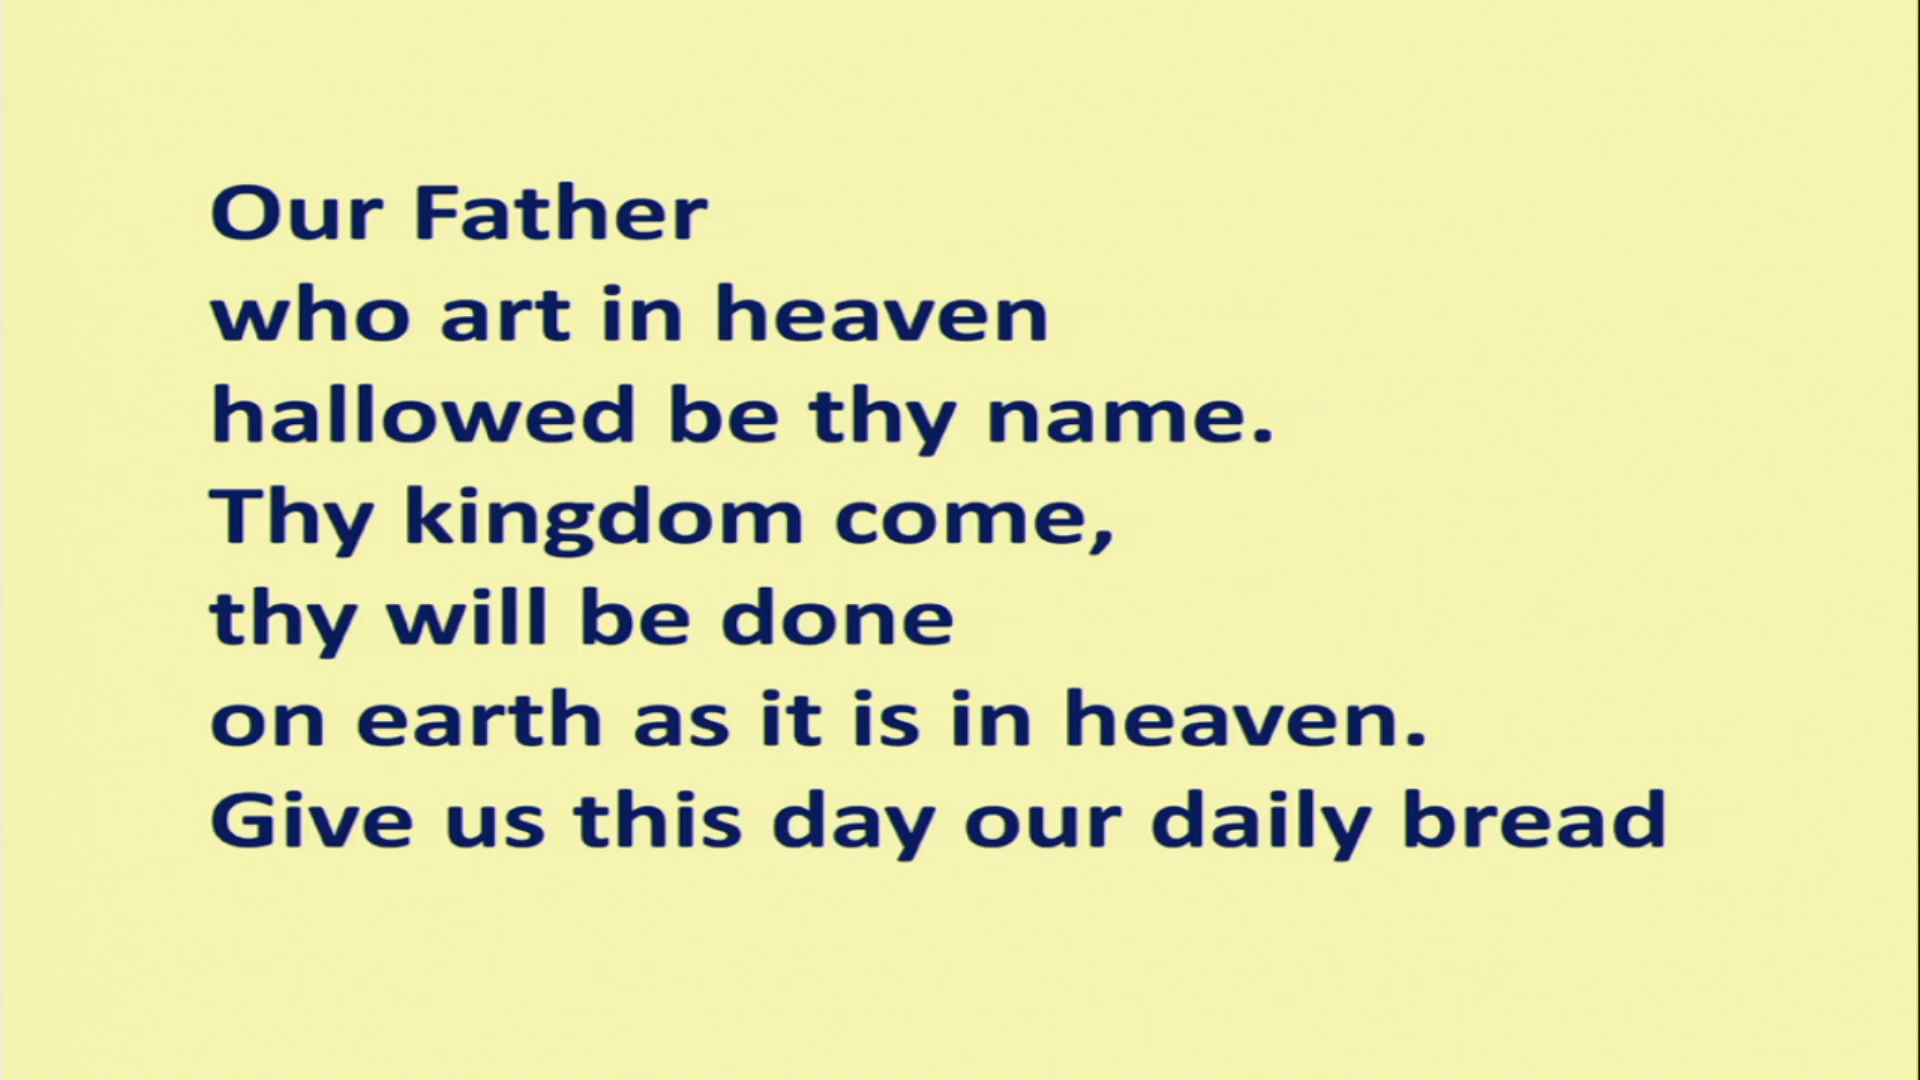 Our Father
who art in heaven
hallowed be thy name.
Thy kingdom come,
thy will be done
on earth as it is in heaven.
Give us this day our daily bread